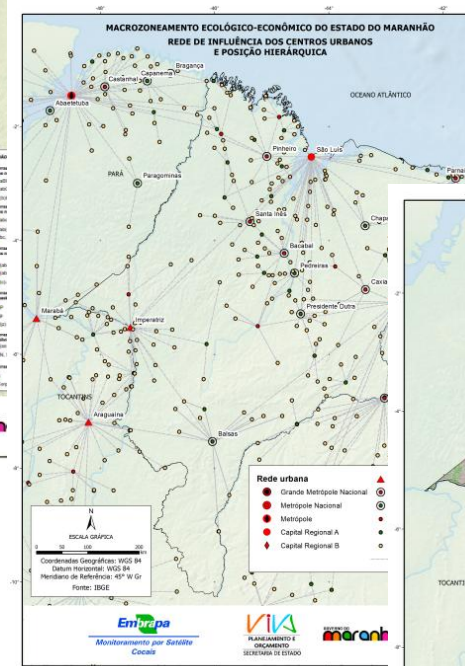 MACROZONEAMENTO ECOLÓGICO-ECONÔMICO DO ESTADO DO MARANHÃO
REDE DE INFLUÊNCIA DOS CENTROS URBANOS
E POSIÇÃO HIERÁRQUICA
Bragança
Capanema
Castanhal
Abaetetuba
OCEANO ATLÂNTICO
Pinheiro
São Luís
PARÁ
Paragominas
Santa Inês
Bacabal
Pedreiras
Presidente Dutra
Marabá
Imperatriz
TOCANTINS
Araguaína
Balsas
N
ESCALA GRÁFICA
Coordenadas Geográficas: WGS 84
Datum Horizontal: WGS 84
Meridiano de Referência: 45° W Gr
Fonte: IBGE
Rede urbana
Grande Metrópole Nacional
Metrópole Nacional
Metrópole
Capital Regional A
Capital Regional B
Embrapa
Monitoramento por Satélite
Cocais
VIVA
PLANEJAMENTO E
ORÇAMENTO
SECRETARIA DE ESTADO